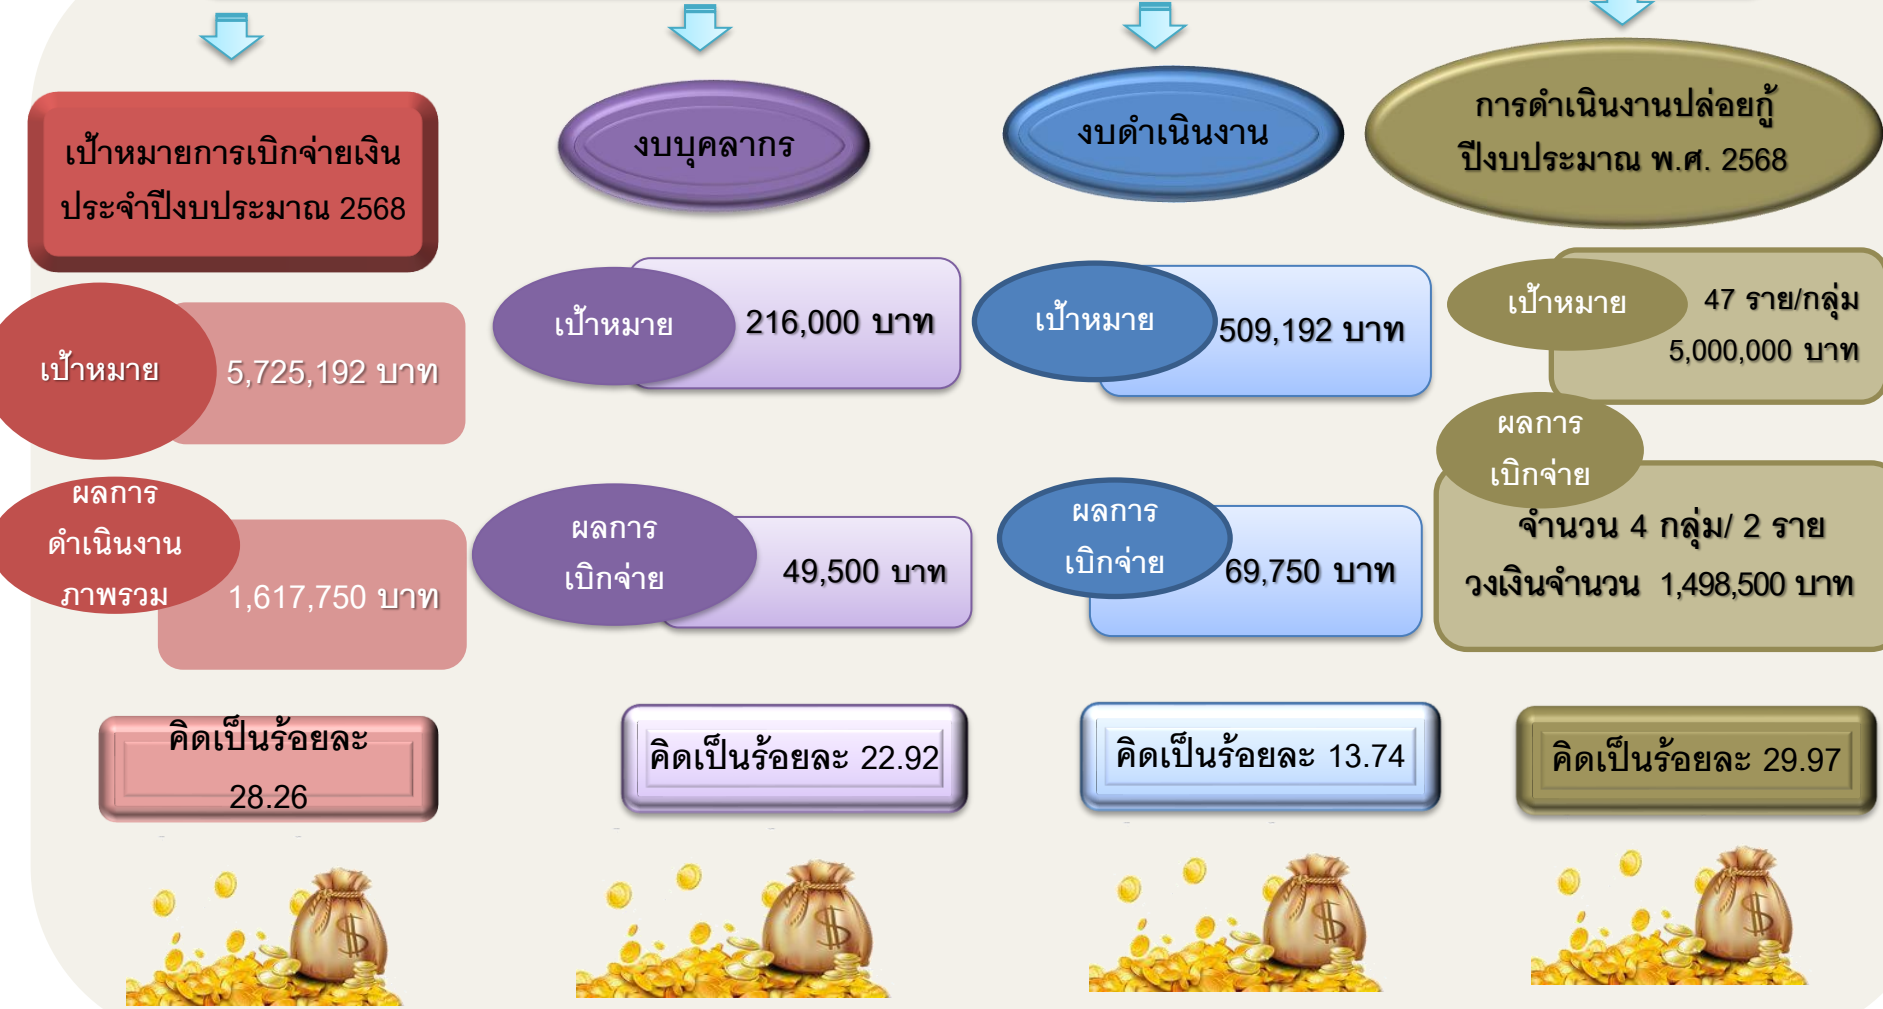 เป้าหมายการเบิกจ่ายเงิน
ประจำปีงบประมาณ 2568
งบบุคลากร
งบดำเนินงาน
การดำเนินงานปล่อยกู้
ปีงบประมาณ พ.ศ. 2568
เป้าหมาย
5,725,192 บาท
เป้าหมาย
216,000 บาท
เป้าหมาย
509,192 บาท
เป้าหมาย
47 ราย/กลุ่ม
5,000,000 บาท
ผลการ
ดำเนินงาน
ภาพรวม
1,617,750 บาท
ผลการ
เบิกจ่าย
49,500 บาท
ผลการ
เบิกจ่าย
69,750 บาท
ผลการ
เบิกจ่าย
จำนวน 4 กลุ่ม/ 2 ราย
วงเงินจำนวน 1,498,500 บาท
คิดเป็นร้อยละ
28.26
คิดเป็นร้อยละ 22.92
คิดเป็นร้อยละ 13.74
คิดเป็นร้อยละ 29.97